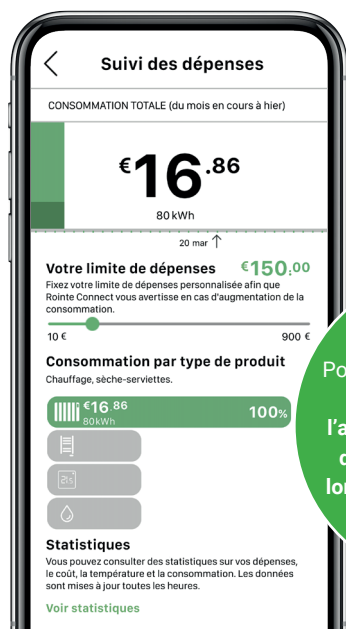 Suivi des dépenses
CONSOMMATION TOTALE (du mois en cours à hier)
€16.86
80 kWh
20 mar ↑
Votre limite de dépenses €150.00
Fixez votre limite de dépenses personnalisée afin que
Rointe Connect vous avertisse en cas d'augmentation de la
consommation.
10 € 900 €
Consommation par type de produit
Chauffage, sèche-serviettes.
€16.86
80kWh
100%
215
Statistiques
Vous pouvez consulter des statistiques sur vos dépenses,
le coût, la température et la consommation. Les données
sont mises à jour toutes les heures.
Voir statistiques
Po
l'a
lor